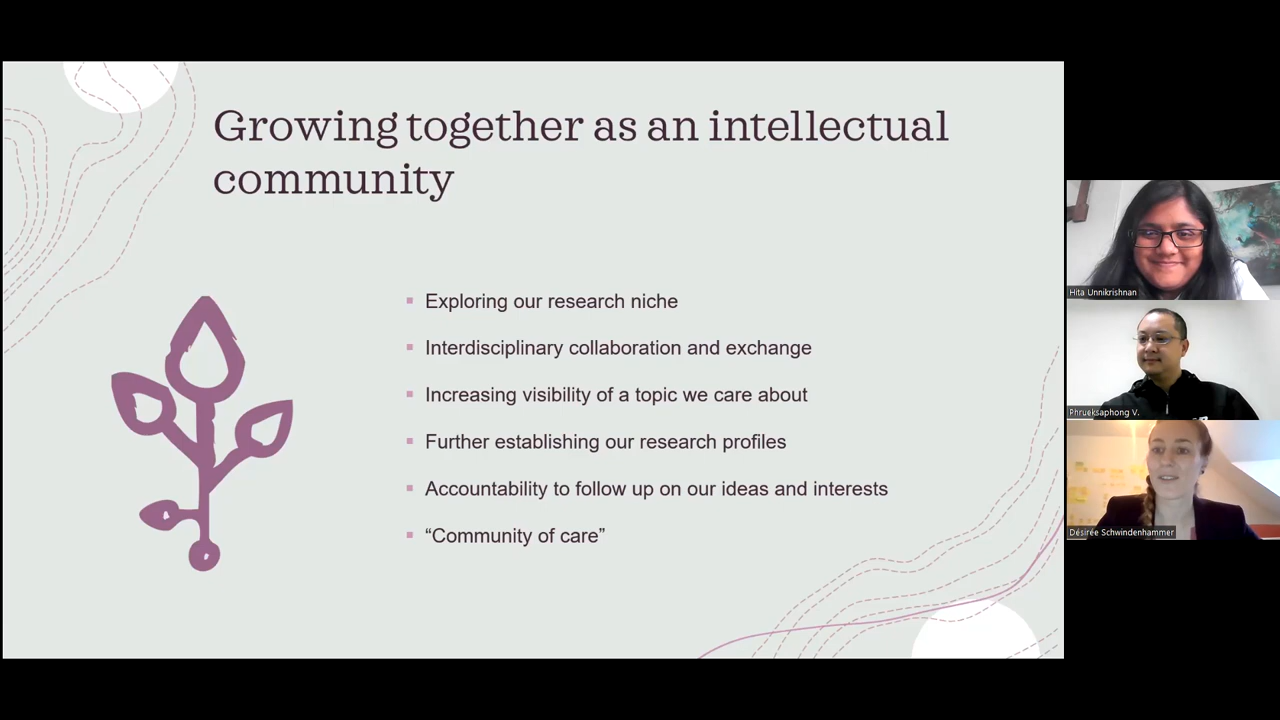 Growing together as an intellectual
community
Exploring our research niche
Interdisciplinary collaboration and exchange
Increasing visibility of a topic we care about
Further establishing our research profiles
Accountability to follow up on our ideas and interests
“Community of care”
Hita Unnikrishnan
Phrueksaphong V.
Désirée Schwindenhammer